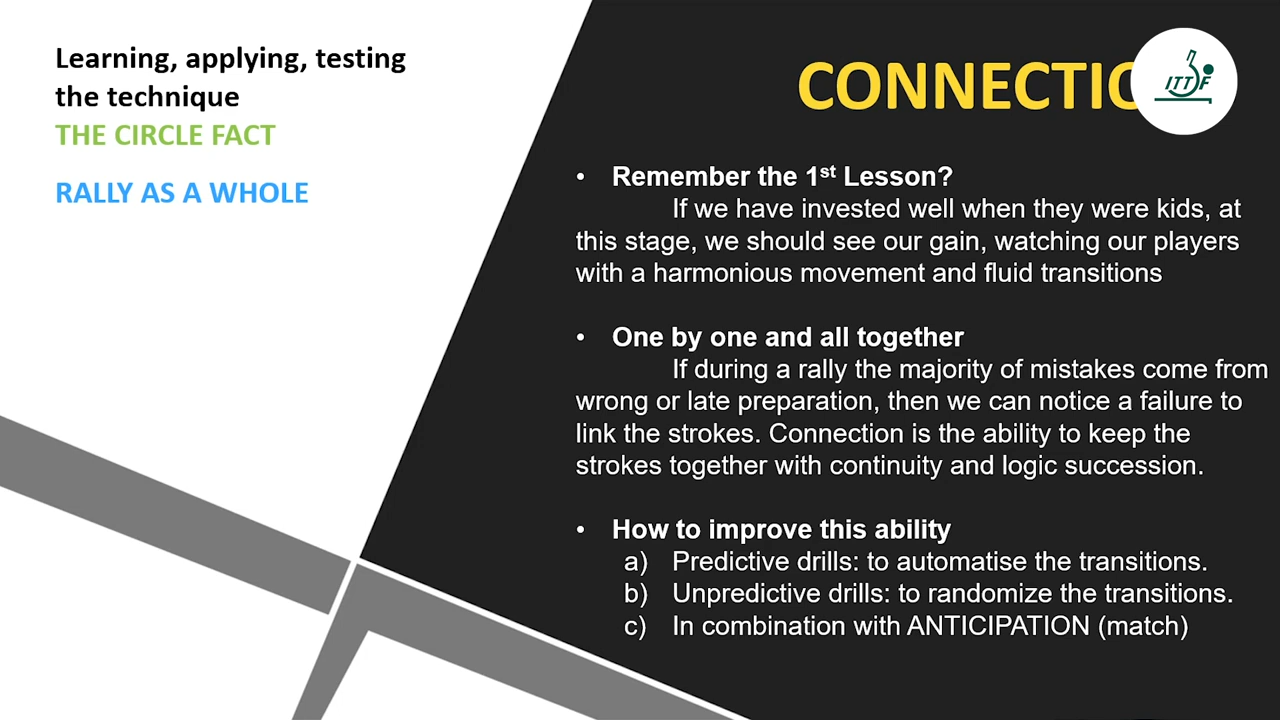 Learning, applying, testing
the technique
THE CIRCLE FACT
RALLY AS A WHOLE
CONNECTIO
ITTF
• Remember the 1st Lesson?
If we have invested well when they were kids, at
this stage, we should see our gain, watching our players
with a harmonious movement and fluid transitions
• One by one and all together
If during a rally the majority of mistakes come from
wrong or late preparation, then we can notice a failure to
link the strokes. Connection is the ability to keep the
strokes together with continuity and logic succession.
• How to improve this ability
a) Predictive drills: to automatise the transitions.
b) Unpredictive drills: to randomize the transitions.
c) In combination with ANTICIPATION (match)